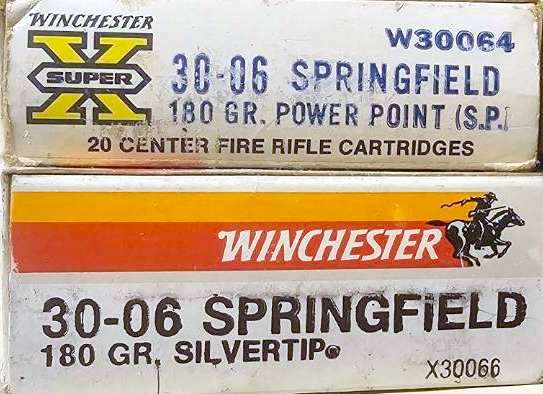 WINCHESTER
X
SUPER
W30064
30-06 SPRINGFIELD
180 GR. POWER POINT (S.P.)
20 CENTER FIRE RIFLE CARTRIDGES
WINCHESTER
30-06 SPRINGFIELD
180 GR. SILVERTIP®
X30066